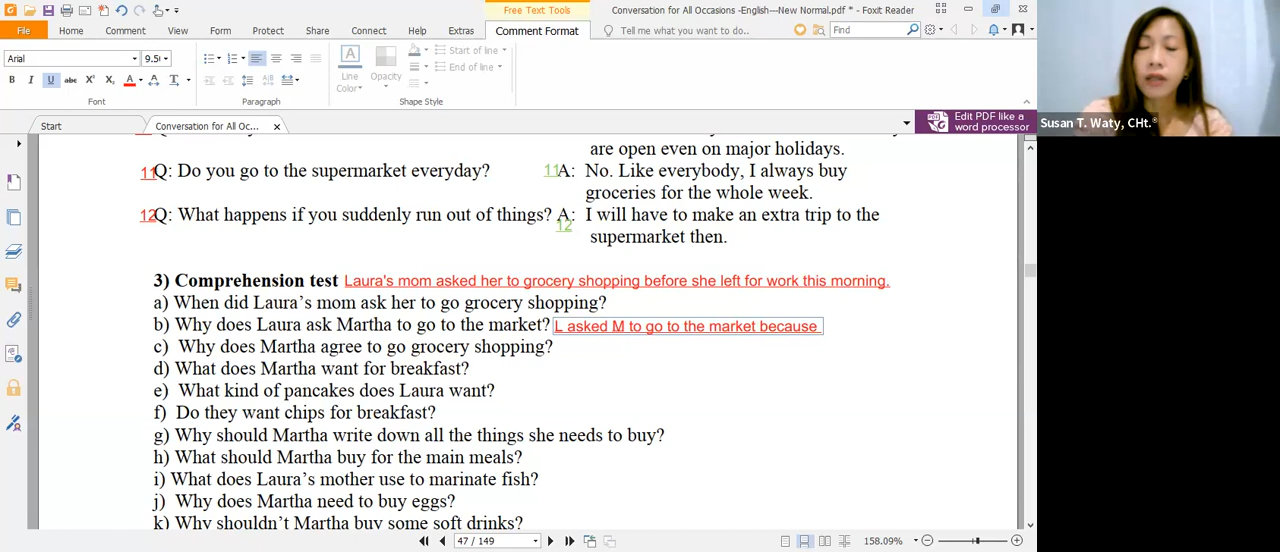 Free Text Tools
Conversation for All Occasions -English---New Normal.pdf * - Foxit Reader
File Home Comment View Form Protect Share Connect Help Extras Comment Format Tell me what you want to do.. Find
Arial 9.5
Line Color
Opacity
Start of line
End of line
Font Paragraph Shape Style
Start Conversation for All Oc...
Edit PDF like a word processor
Susan T. Waty, CHt.®
are open even on major holidays.
11 Q: Do you go to the supermarket everyday? 11 A: No. Like everybody, I always buy
groceries for the whole week.
12 Q: What happens if you suddenly run out of things? 12 A: I will have to make an extra trip to the
supermarket then.
3) Comprehension test Laura's mom asked her to grocery shopping before she left for work this morning.
a) When did Laura's mom ask her to go grocery shopping?
b) Why does Laura ask Martha to go to the market? L asked M to go to the market because
c) Why does Martha agree to go grocery shopping?
d) What does Martha want for breakfast?
e) What kind of pancakes does Laura want?
f) Do they want chips for breakfast?
g) Why should Martha write down all the things she needs to buy?
h) What should Martha buy for the main meals?
i) What does Laura's mother use to marinate fish?
j) Why does Martha need to buy eggs?
k) Why shouldn't Martha buy some soft drinks?
47 / 149
158.09%